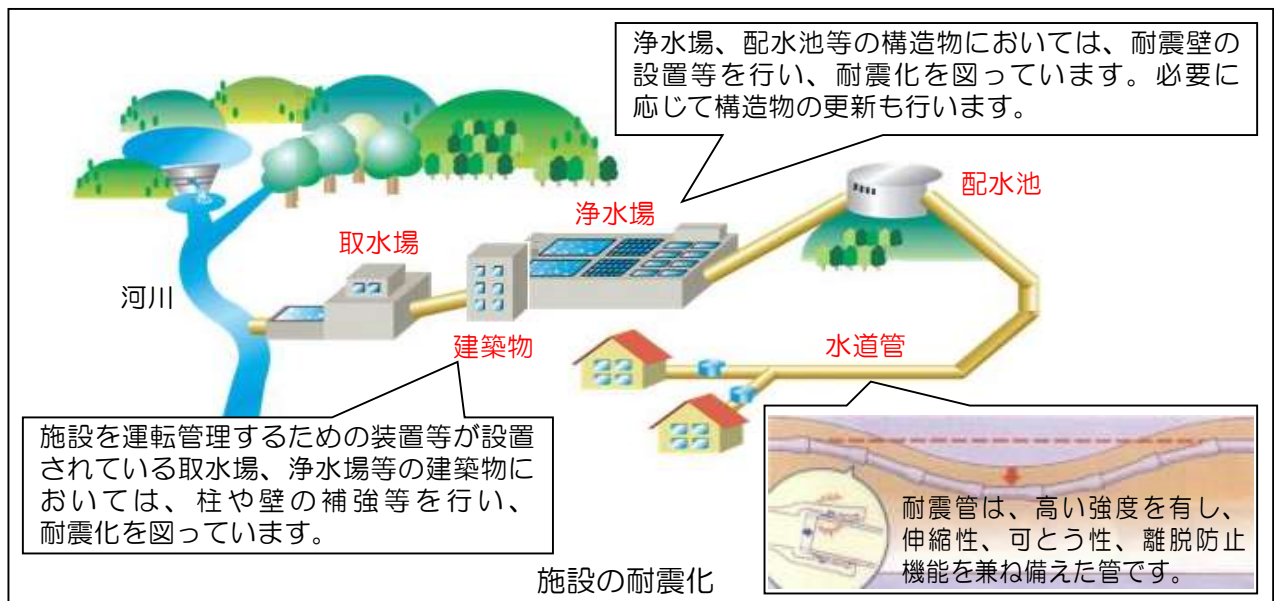 浄水場、配水池等の構造物においては、耐震壁の
設置等を行い、耐震化を図っています。必要に
応じて構造物の更新も行います。
配水池
浄水場
取水場
河川
建築物
水道管
施設を運転管理するための装置等が設置
されている取水場、浄水場等の建築物に
おいては、柱や壁の補強等を行い、
耐震化を図っています。
耐震管は、高い強度を有し、
伸縮性、可とう性、離脱防止
機能を兼ね備えた管です。
施設の耐震化